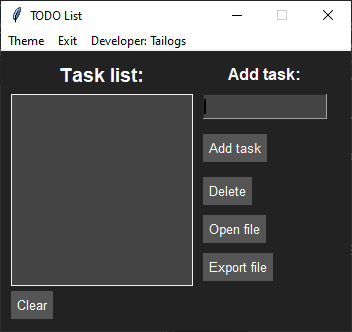 TODO List
Theme Exit Developer: Tailogs
Task list:
Add task:
Add task
Delete
Open file
Export file
Clear